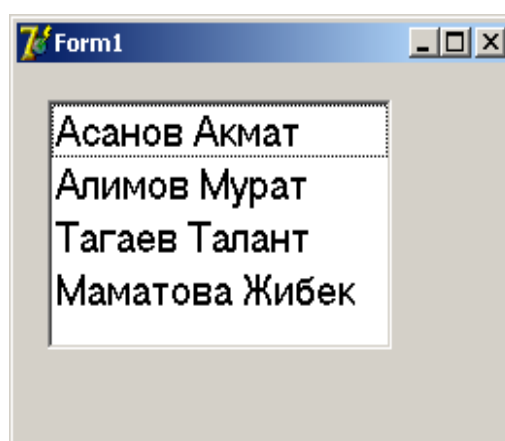 Form1
Асанов Акмат
Алимов Мурат
Тагаев Талант
Маматова Жибек